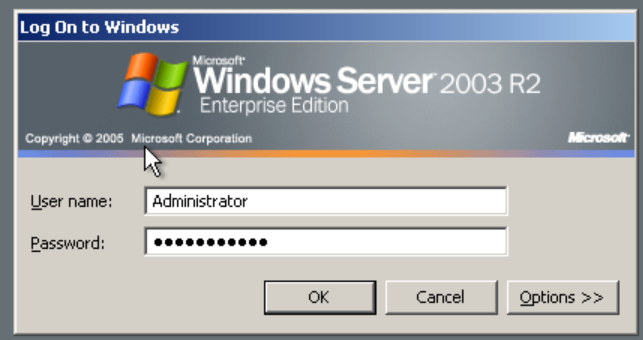 Log On to Windows
Microsoft
Windows Server 2003 R2
Enterprise Edition
Copyright © 2005 Microsoft Corporation Microsoft
User name: Administrator
Password: ●●●●●●●●●●●
OK Cancel Options >>